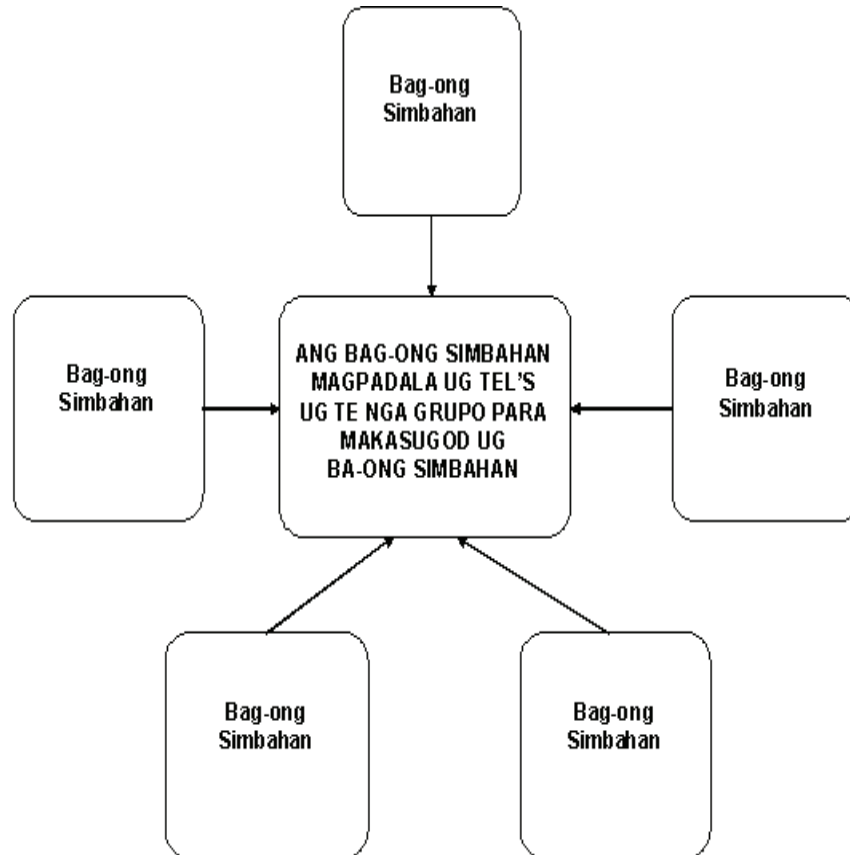 Bag-ong
Simbahan
ANG BAG-ONG SIMBAHAN
MAGPADALA UG TEL'S
UG TE NGA GRUPO PARA
MAKASUGOD UG
BA-ONG SIMBAHAN
Bag-ong
Simbahan
Bag-ong
Simbahan
Bag-ong
Simbahan
Bag-ong
Simbahan